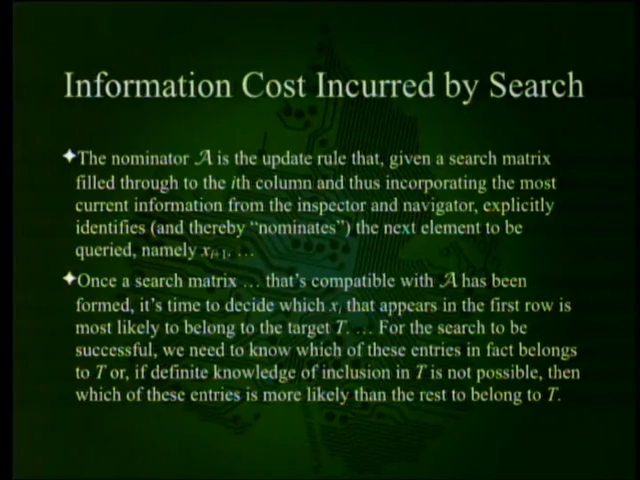 Information Cost Incurred by Search
✦The nominator 𝒜 is the update rule that, given a search matrix
filled through to the ith column and thus incorporating the most
current information from the inspector and navigator, explicitly
identifies (and thereby “nominates”) the next element to be
queried, namely xᵢ₊₁. …
✦Once a search matrix … that’s compatible with 𝒜 has been
formed, it’s time to decide which xᵢ that appears in the first row is
most likely to belong to the target T. … For the search to be
successful, we need to know which of these entries in fact belongs
to T or, if definite knowledge of inclusion in T is not possible, then
which of these entries is more likely than the rest to belong to T.